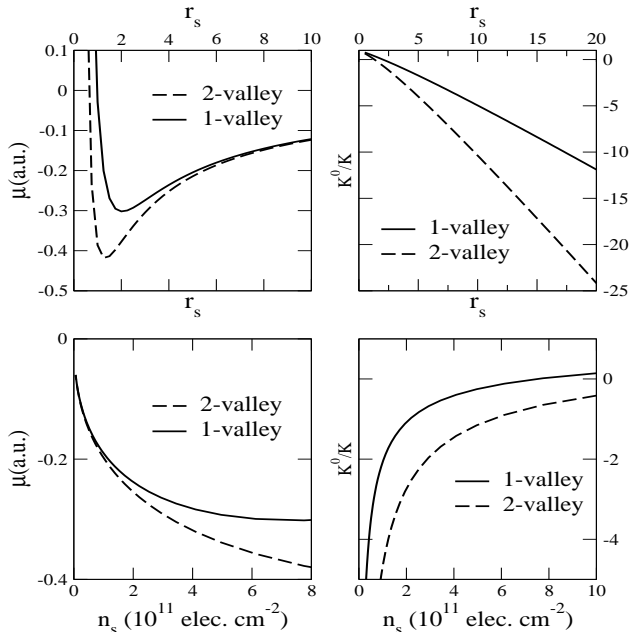 r_s
r_s
0 2 4 6 8 10
0 5 10 15 20
0.1
0
-0.1
-0.2
-0.3
-0.4
-0.5
μ(a.u.)
2-valley
1-valley
0
-5
-10
-15
-20
-25
K^0/K
1-valley
2-valley
r_s
r_s
0
-0.2
-0.4
μ(a.u.)
2-valley
1-valley
0
-2
-4
K^0/K
1-valley
2-valley
0 2 4 6 8
0 2 4 6 8 10
n_s (10^11 elec. cm^-2)
n_s (10^11 elec. cm^-2)